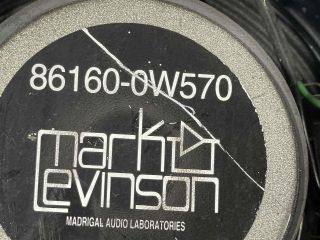 86160-0W570
mark
Levinson
MADRIGAL AUDIO LABORATORIES